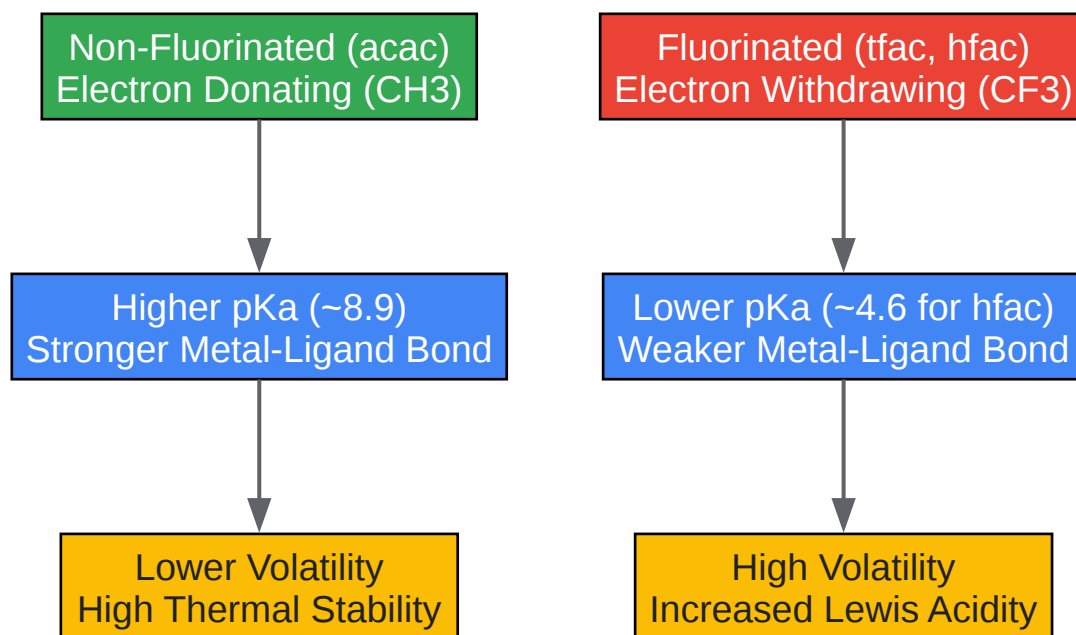 Non-Fluorinated (acac)
Electron Donating (CH3)
Fluorinated (tfac, hfac)
Electron Withdrawing (CF3)
Higher pKa (~8.9)
Stronger Metal-Ligand Bond
Lower pKa (~4.6 for hfac)
Weaker Metal-Ligand Bond
Lower Volatility
High Thermal Stability
High Volatility
Increased Lewis Acidity